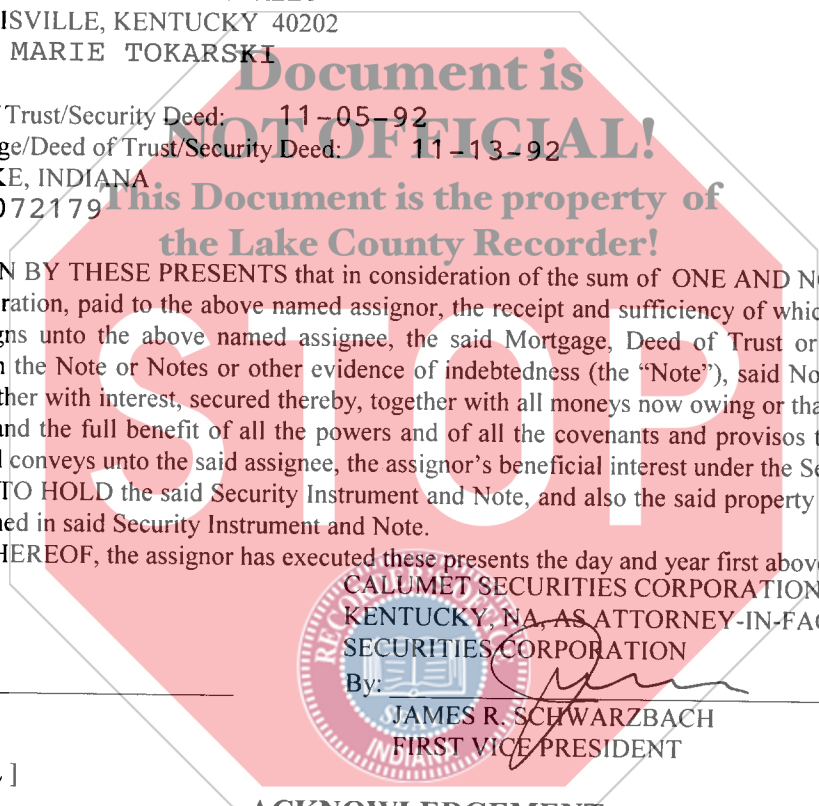 ISVILLE, KENTUCKY 40202
MARIE TOKARSKI
Document is
Trust/Security Deed: 11-05-92
NOT OFFICIAL!
ge/Deed of Trust/Security Deed: 11-13-92
KE, INDIANA
This Document is the property of
072179
the Lake County Recorder!
N BY THESE PRESENTS that in consideration of the sum of ONE AND NO
ration, paid to the above named assignor, the receipt and sufficiency of whic
gns unto the above named assignee, the said Mortgage, Deed of Trust or
n the Note or Notes or other evidence of indebtedness (the “Note”), said No
ther with interest, secured thereby, together with all moneys now owing or tha
and the full benefit of all the powers and of all the covenants and provisos t
conveys unto the said assignee, the assignor's beneficial interest under the Se
TO HOLD the said Security Instrument and Note, and also the said property
ned in said Security Instrument and Note.
HEREOF, the assignor has executed these presents the day and year first above
STOP
CALUMET SECURITIES CORPORATION
KENTUCKY, NA, AS ATTORNEY-IN-FAC
SECURITIES CORPORATION
By:
JAMES R. SCHWARZBACH
FIRST VICE PRESIDENT
RECORDER'S OFFICE
SEAL
INDIANA
]
ACKNOWLEDGEMENT